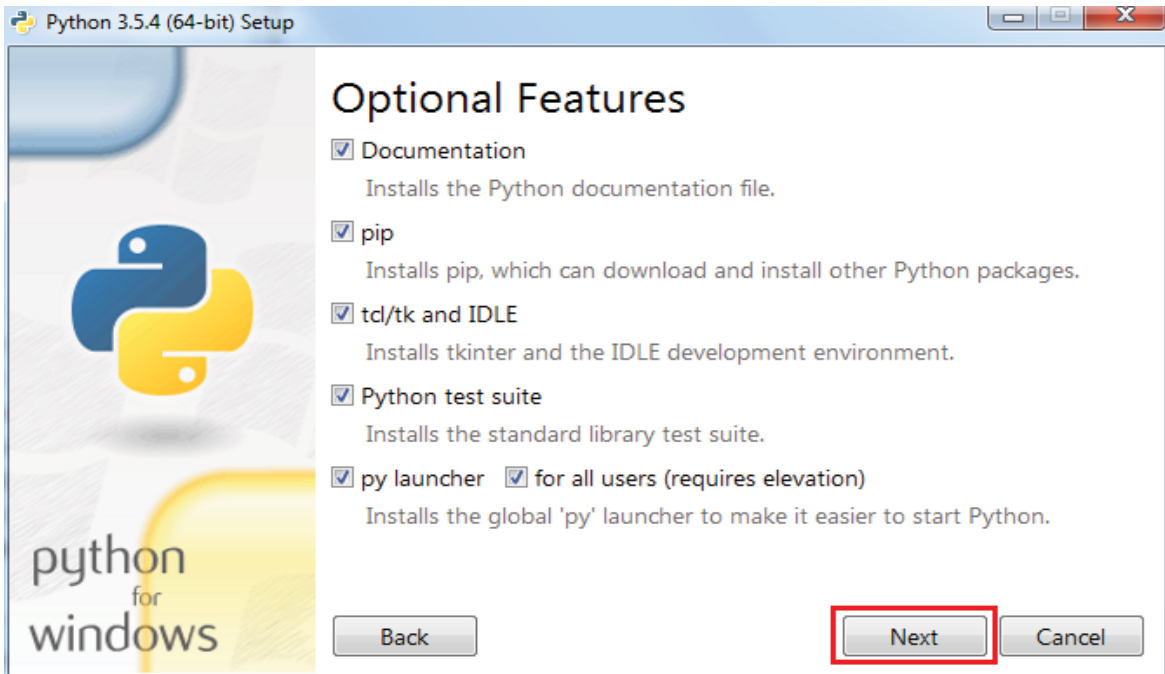 Python 3.5.4 (64-bit) Setup
Optional Features
Documentation
Installs the Python documentation file.
pip
Installs pip, which can download and install other Python packages.
tcl/tk and IDLE
Installs tkinter and the IDLE development environment.
Python test suite
Installs the standard library test suite.
py launcher for all users (requires elevation)
Installs the global 'py' launcher to make it easier to start Python.
python
for
windows
Back Next Cancel